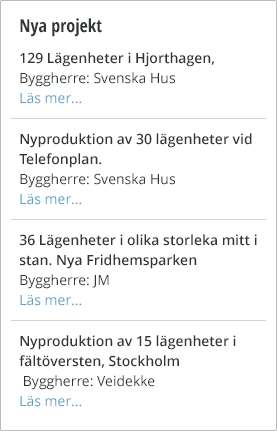 Nya projekt
129 Lägenheter i Hjorthagen,
Byggherre: Svenska Hus
Läs mer...
Nyproduktion av 30 lägenheter vid
Telefonplan.
Byggherre: Svenska Hus
Läs mer...
36 Lägenheter i olika storleka mitt i
stan. Nya Fridhemsparken
Byggherre: JM
Läs mer...
Nyproduktion av 15 lägenheter i
fältöversten, Stockholm
Byggherre: Veidekke
Läs mer...